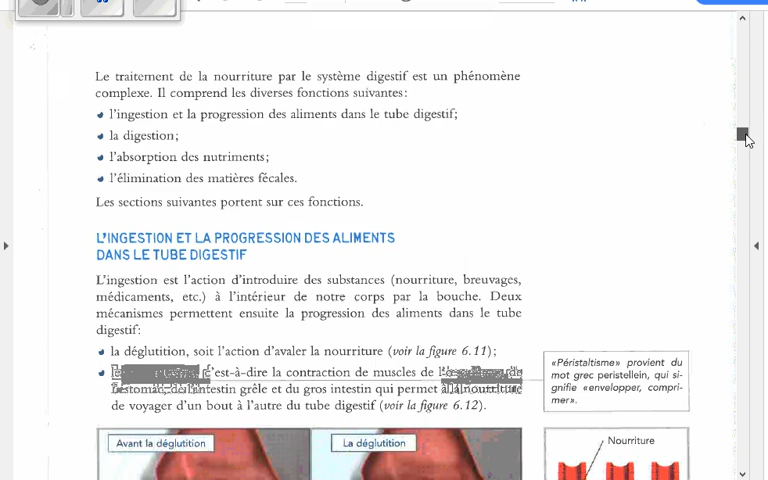 Le traitement de la nourriture par le système digestif est un phénomène
complexe. Il comprend les diverses fonctions suivantes:
l'ingestion et la progression des aliments dans le tube digestif;
la digestion;
l'absorption des nutriments;
l'élimination des matières fécales.
Les sections suivantes portent sur ces fonctions.
L'INGESTION ET LA PROGRESSION DES ALIMENTS
DANS LE TUBE DIGESTIF
L'ingestion est l'action d'introduire des substances (nourriture, breuvages,
médicaments, etc.) à l'intérieur de notre corps par la bouche. Deux
mécanismes permettent ensuite la progression des aliments dans le tube
digestif:
la déglutition, soit l'action d'avaler la nourriture (voir la figure 6.11);
c'est-à-dire la contraction de muscles de
intestin grêle et du gros intestin qui permet
de voyager d'un bout à l'autre du tube digestif (voir la figure 6.12).
«Péristaltisme» provient du
mot grec peristellein, qui si-
gnifie «envelopper, compri-
mer».
Avant la déglutition
La déglutition
Nourriture